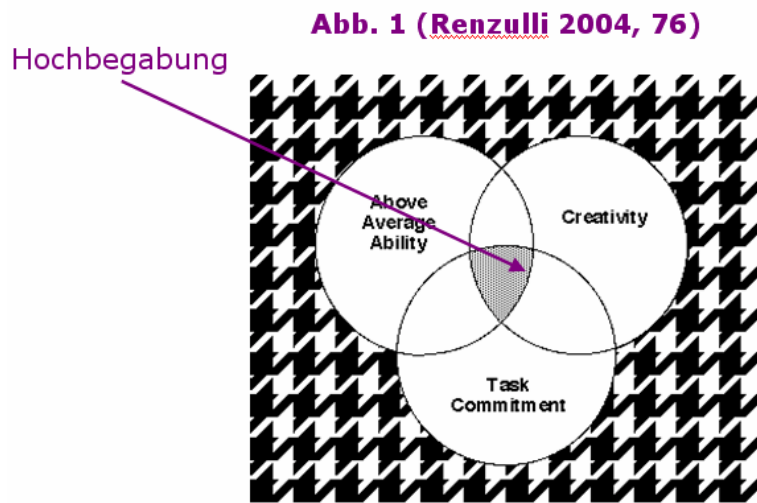 Abb. 1 (Renzulli 2004, 76)
Hochbegabung
Above
Average
Ability
Creativity
Task
Commitment